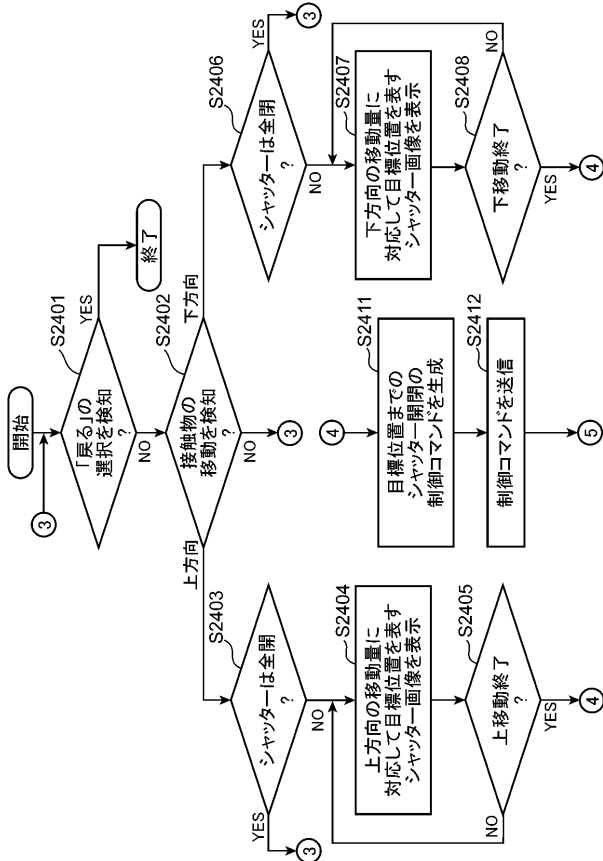 開始
③
S2401
「戻る」の
選択を検知
?
YES
終了
NO
S2402
接触物の
移動を検知
?
上方向
下方向
NO
③
S2403
シャッターは全開
?
YES
③
NO
S2404
上方向の移動量に
対応して目標位置を表す
シャッター画像を表示
S2405
上移動終了
?
NO
YES
④
S2406
シャッターは全閉
?
YES
③
NO
S2407
下方向の移動量に
対応して目標位置を表す
シャッター画像を表示
S2408
下移動終了
?
NO
YES
④
④
S2411
目標位置までの
シャッター開閉の
制御コマンドを生成
S2412
制御コマンドを送信
⑤